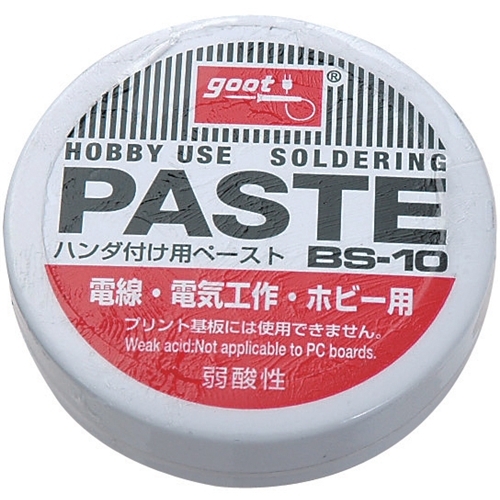 goot ®
HOBBY USE SOLDERING
PASTE
ハンダ付け用ペースト BS-10
電線・電気工作・ホビー用
プリント基板には使用できません。
Weak acid:Not applicable to PC boards.
弱酸性